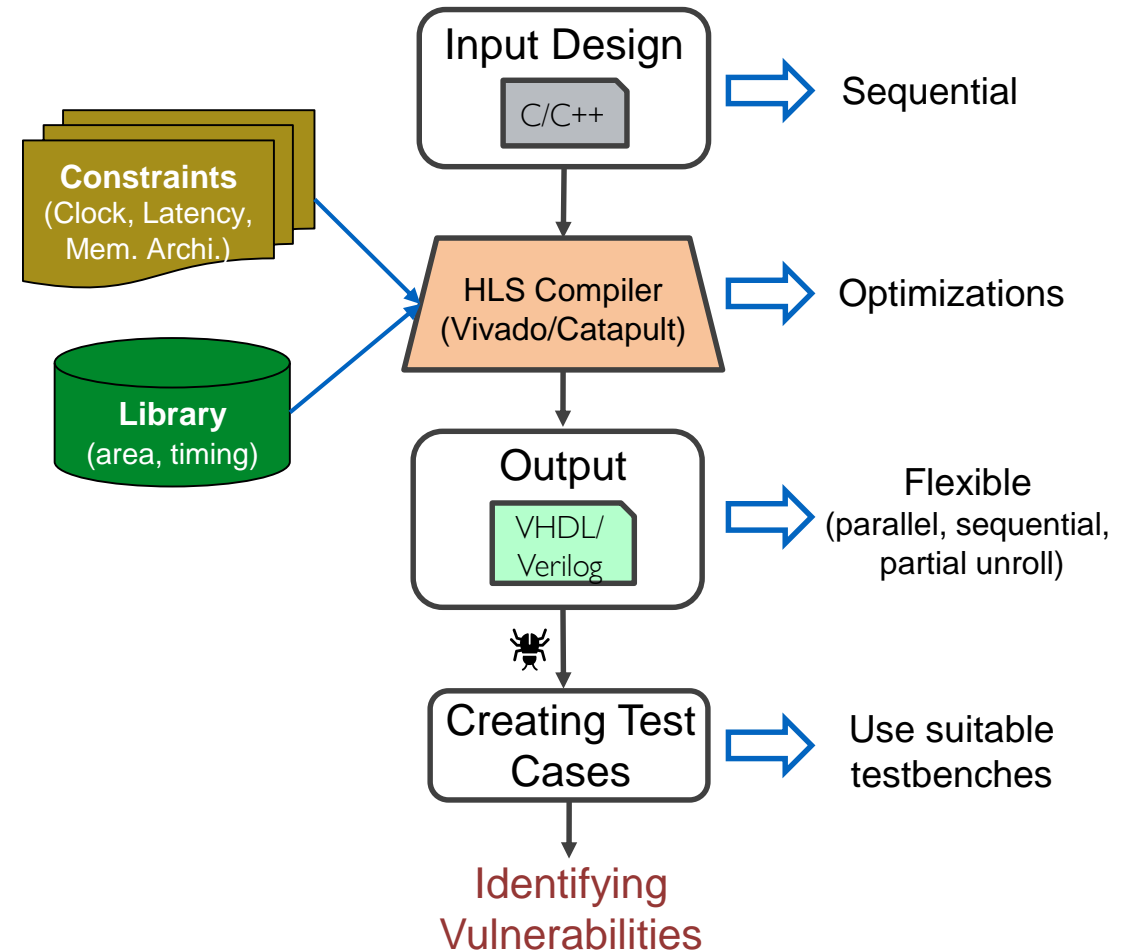 Input Design
C/C++
Sequential
Constraints
(Clock, Latency,
Mem. Archi.)
HLS Compiler
(Vivado/Catapult)
Optimizations
Library
(area, timing)
Output
VHDL/
Verilog
Flexible
(parallel, sequential,
partial unroll)
Creating Test
Cases
Use suitable
testbenches
Identifying
Vulnerabilities